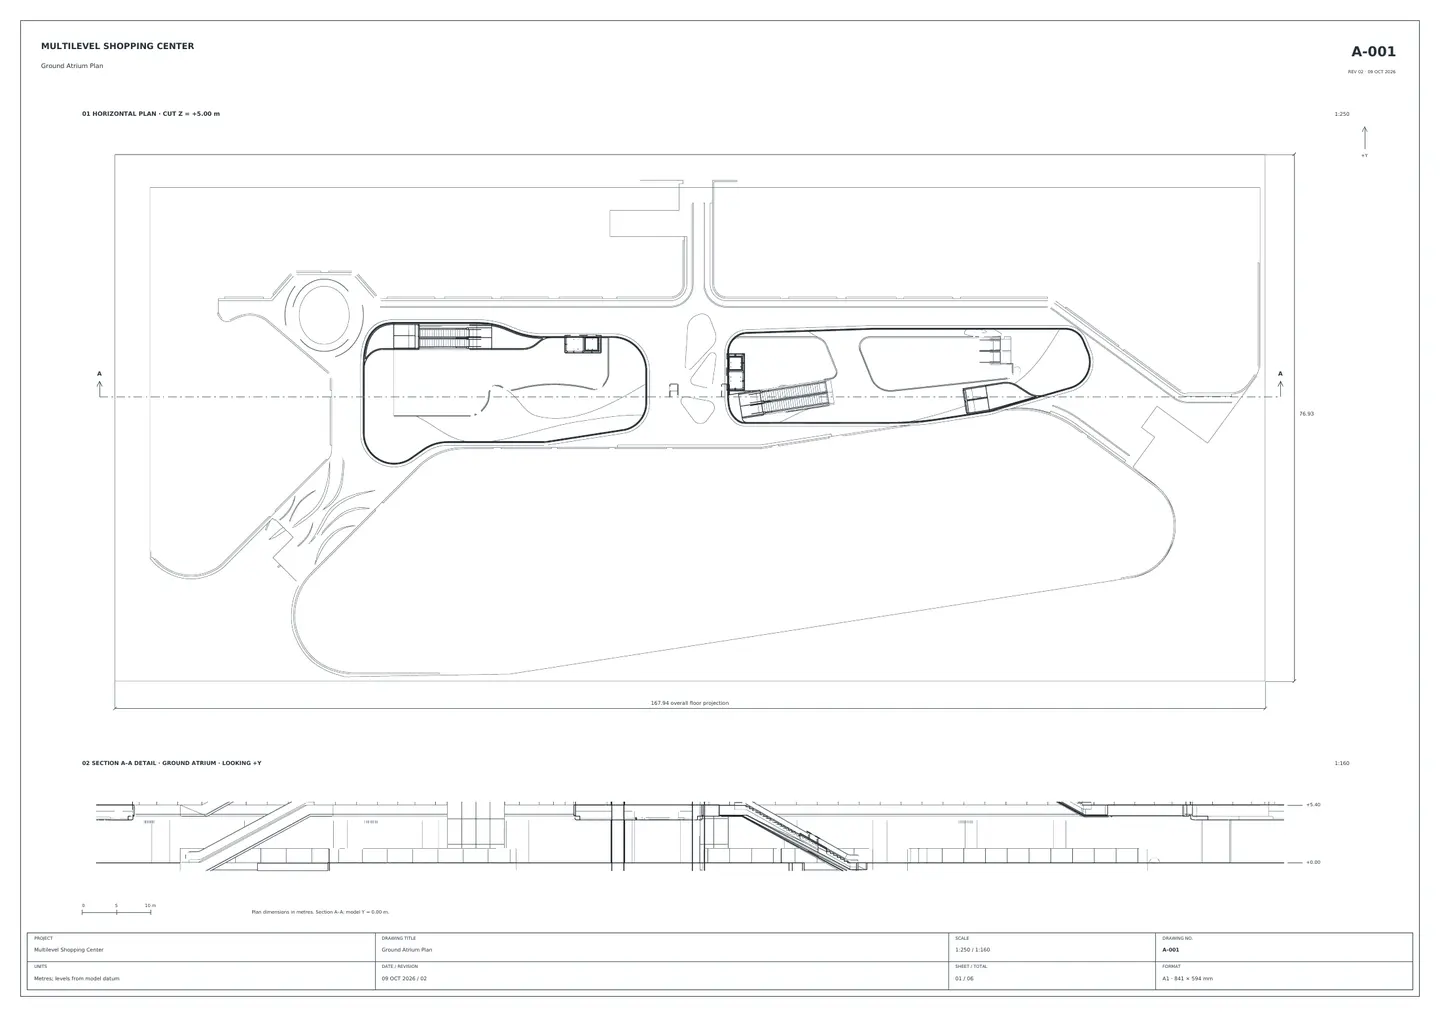 MULTILEVEL SHOPPING CENTER
Ground Atrium Plan
A-001
REV 02 · 09 OCT 2026
01 HORIZONTAL PLAN · CUT Z = +5.00 m
1:250
+Y
A
A
76.93
167.94 overall floor projection
02 SECTION A-A DETAIL · GROUND ATRIUM · LOOKING +Y
1:160
+5.40
+0.00
0 5 10 m
Plan dimensions in metres. Section A-A: model Y = 0.00 m.
PROJECT
Multilevel Shopping Center
DRAWING TITLE
Ground Atrium Plan
SCALE
1:250 / 1:160
DRAWING NO.
A-001
UNITS
Metres; levels from model datum
DATE / REVISION
09 OCT 2026 / 02
SHEET / TOTAL
01 / 06
FORMAT
A1 · 841 × 594 mm